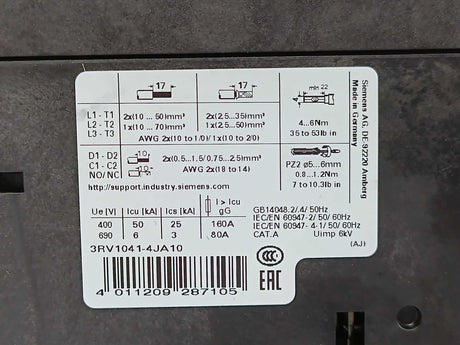 17 17 min 22
L1 - T1 2x(10 ... 50)mm² 2x(2.5 ... 35)mm²
L2 - T2 1x(10 ... 70)mm² 1x(2.5 ... 50)mm² 4...6Nm
L3 - T3 AWG 2x(10 to 1/0)/1x(10 to 2/0) 35 to 53lb in
D1 - D2 10 2x(0.5 ... 1.5/0.75 ... 2.5)mm²
C1 - C2 10 AWG 2x(18 to 14) PZ2 ø5...6mm
NO/NC 0.8...1.2Nm
http://support.industry.siemens.com 7 to 10.3lb in
Siemens AG, DE-92220 Amberg
Made in Germany
Ue [V] Icu [kA] Ics [kA] I > Icu gG
400 50 25 160A
690 6 3 80A
GB14048.2/.4/ 50Hz
IEC/EN 60947- 2/ 50/ 60Hz
IEC/EN 60947- 4-1/ 50/ 60Hz
CAT.A Uimp 6kV
3RV1041-4JA10 (AJ)
4 011209 287105
CCC EAC